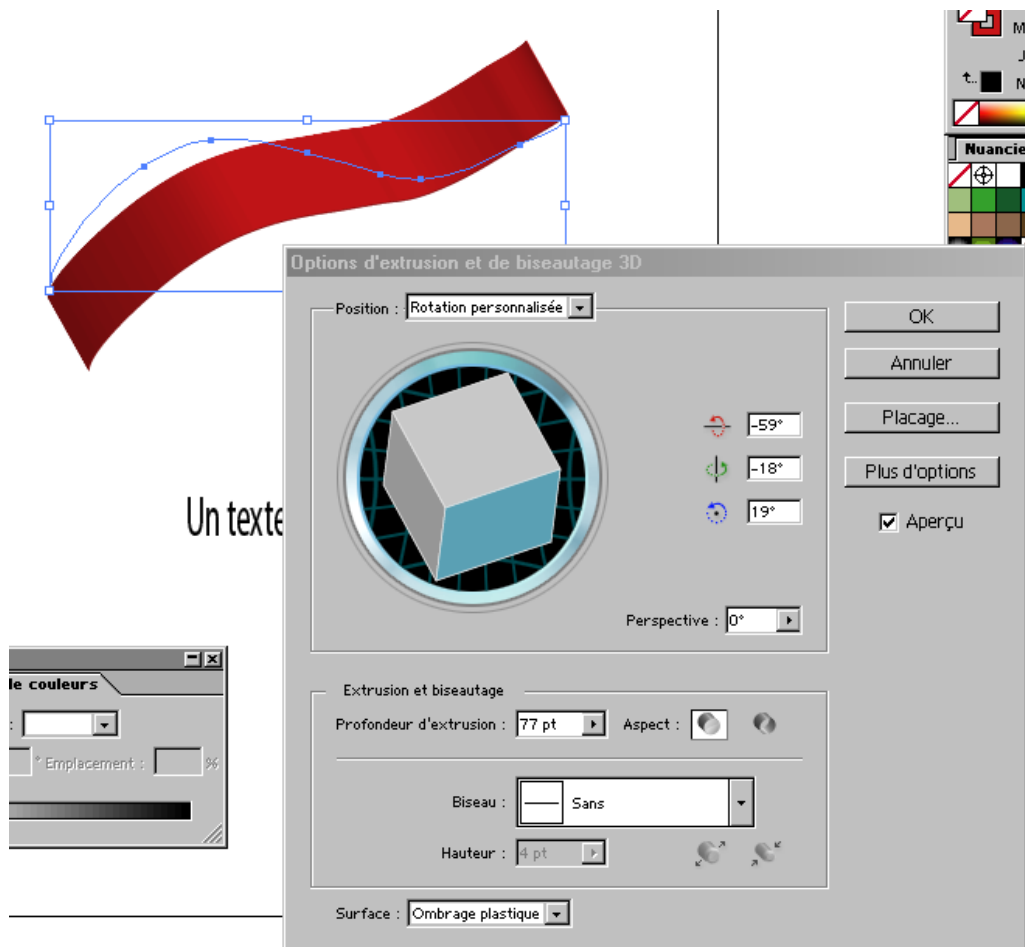 M
J
N
Nuancie
Options d'extrusion et de biseautage 3D
Position : Rotation personnalisée
OK
Annuler
-59°
Placage...
-18°
Plus d'options
19°
Aperçu
Un texte
Perspective : 0°
de couleurs
Extrusion et biseautage
Profondeur d'extrusion : 77 pt Aspect :
° Emplacement : %
Biseau : Sans
Hauteur : 4 pt
Surface : Ombrage plastique